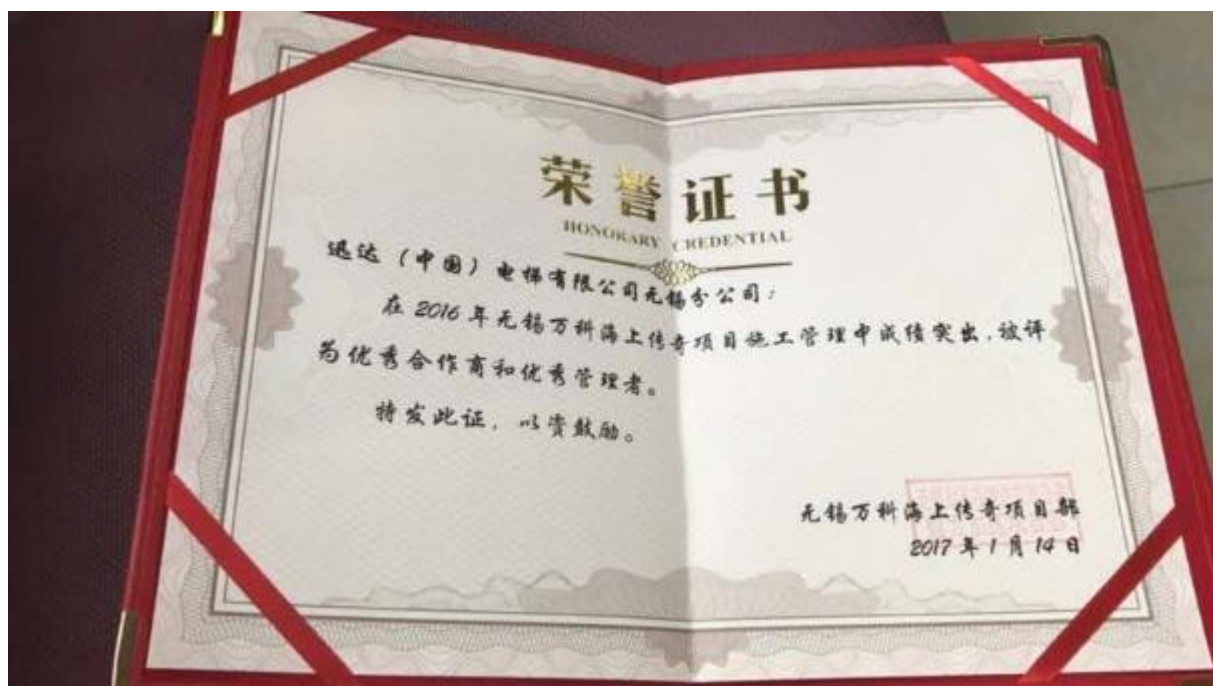 荣誉证书
HONORARY CREDENTIAL
迅达（中国）电梯有限公司无锡分公司：
在2016年无锡万科海上传奇项目施工管理中成绩突出，被评
为优秀合作商和优秀管理者。
特发此证，以资鼓励。
无锡万科海上传奇项目部
2017年1月14日